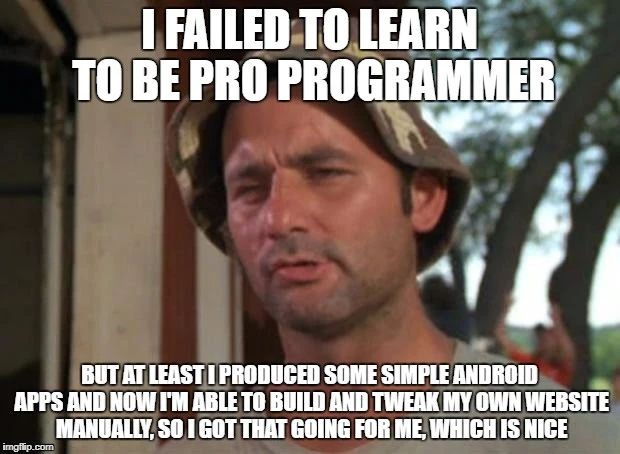 I FAILED TO LEARN
TO BE PRO PROGRAMMER
BUT AT LEAST I PRODUCED SOME SIMPLE ANDROID
APPS AND NOW I'M ABLE TO BUILD AND TWEAK MY OWN WEBSITE
MANUALLY, SO I GOT THAT GOING FOR ME, WHICH IS NICE
imgflip.com